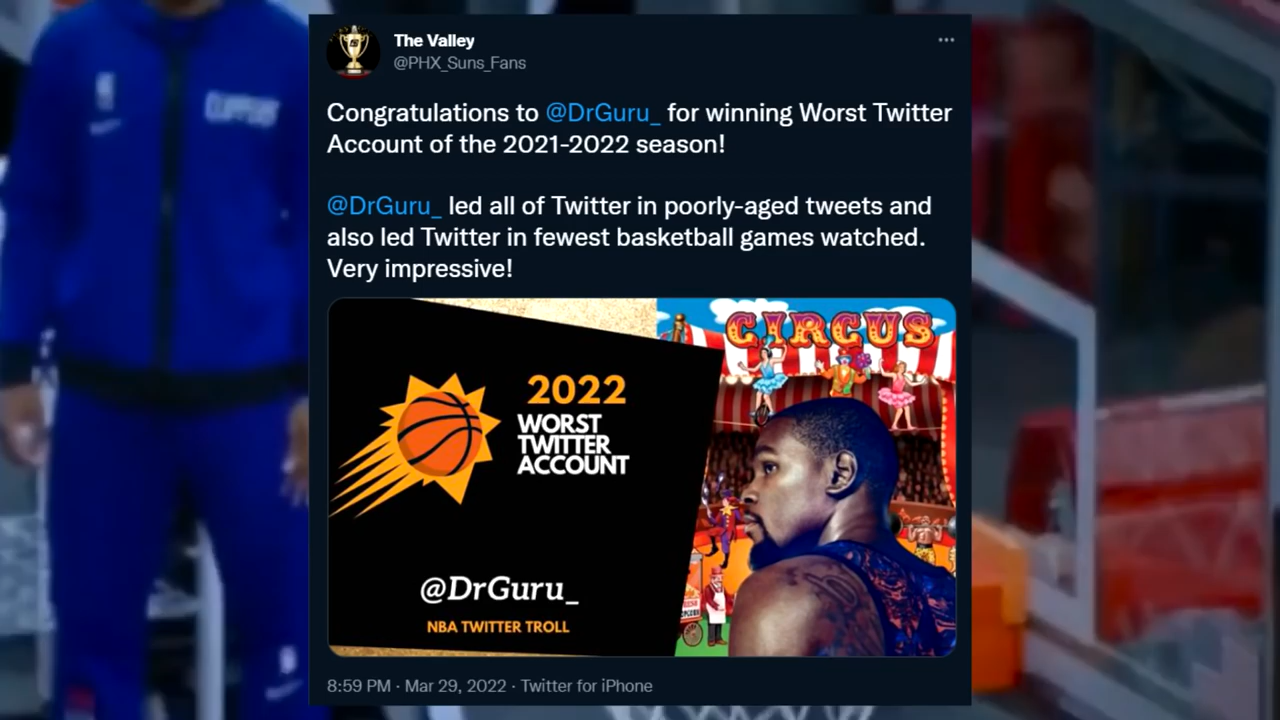 The Valley
@PHX_Suns_Fans
Congratulations to @DrGuru_ for winning Worst Twitter
Account of the 2021-2022 season!
@DrGuru_ led all of Twitter in poorly-aged tweets and
also led Twitter in fewest basketball games watched.
Very impressive!
CIRCUS
2022
WORST
TWITTER
ACCOUNT
@DrGuru_
NBA TWITTER TROLL
8:59 PM · Mar 29, 2022 · Twitter for iPhone
CLIPPERS